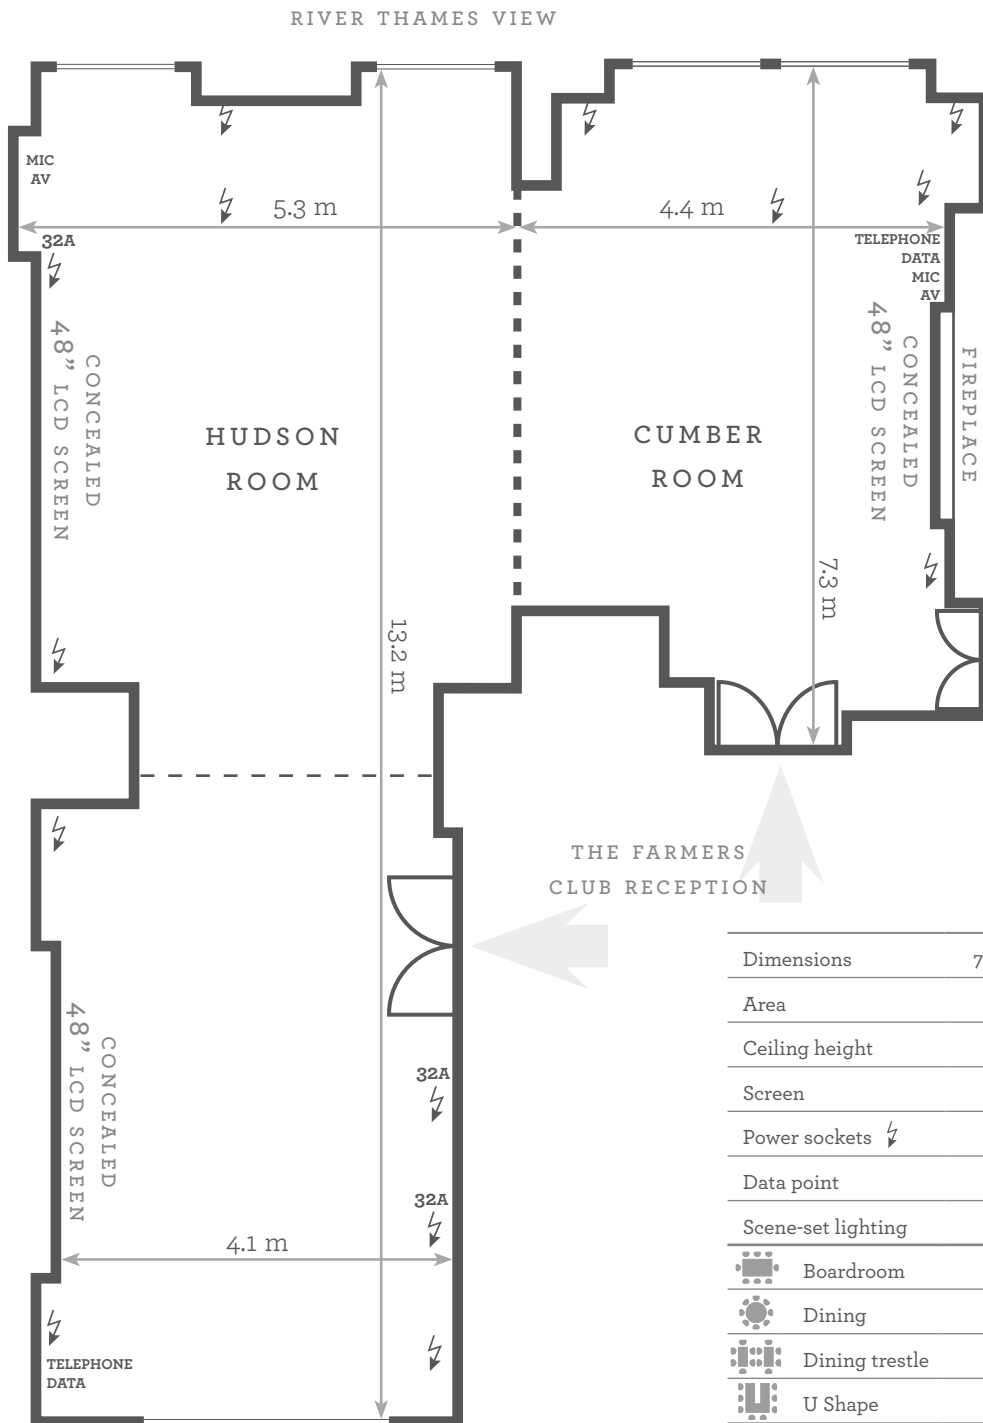 RIVER THAMES VIEW
MIC
AV
5.3 m
4.4 m
32A
TELEPHONE
DATA
MIC
AV
CONCEALED
48” LCD SCREEN
CONCEALED
48” LCD SCREEN
FIREPLACE
HUDSON
ROOM
CUMBER
ROOM
7.3 m
13.2 m
THE FARMERS
CLUB RECEPTION
CONCEALED
48” LCD SCREEN
32A
32A
4.1 m
TELEPHONE
DATA
Dimensions 7
Area
Ceiling height
Screen
Power sockets
Data point
Scene-set lighting
Boardroom
Dining
Dining trestle
U Shape